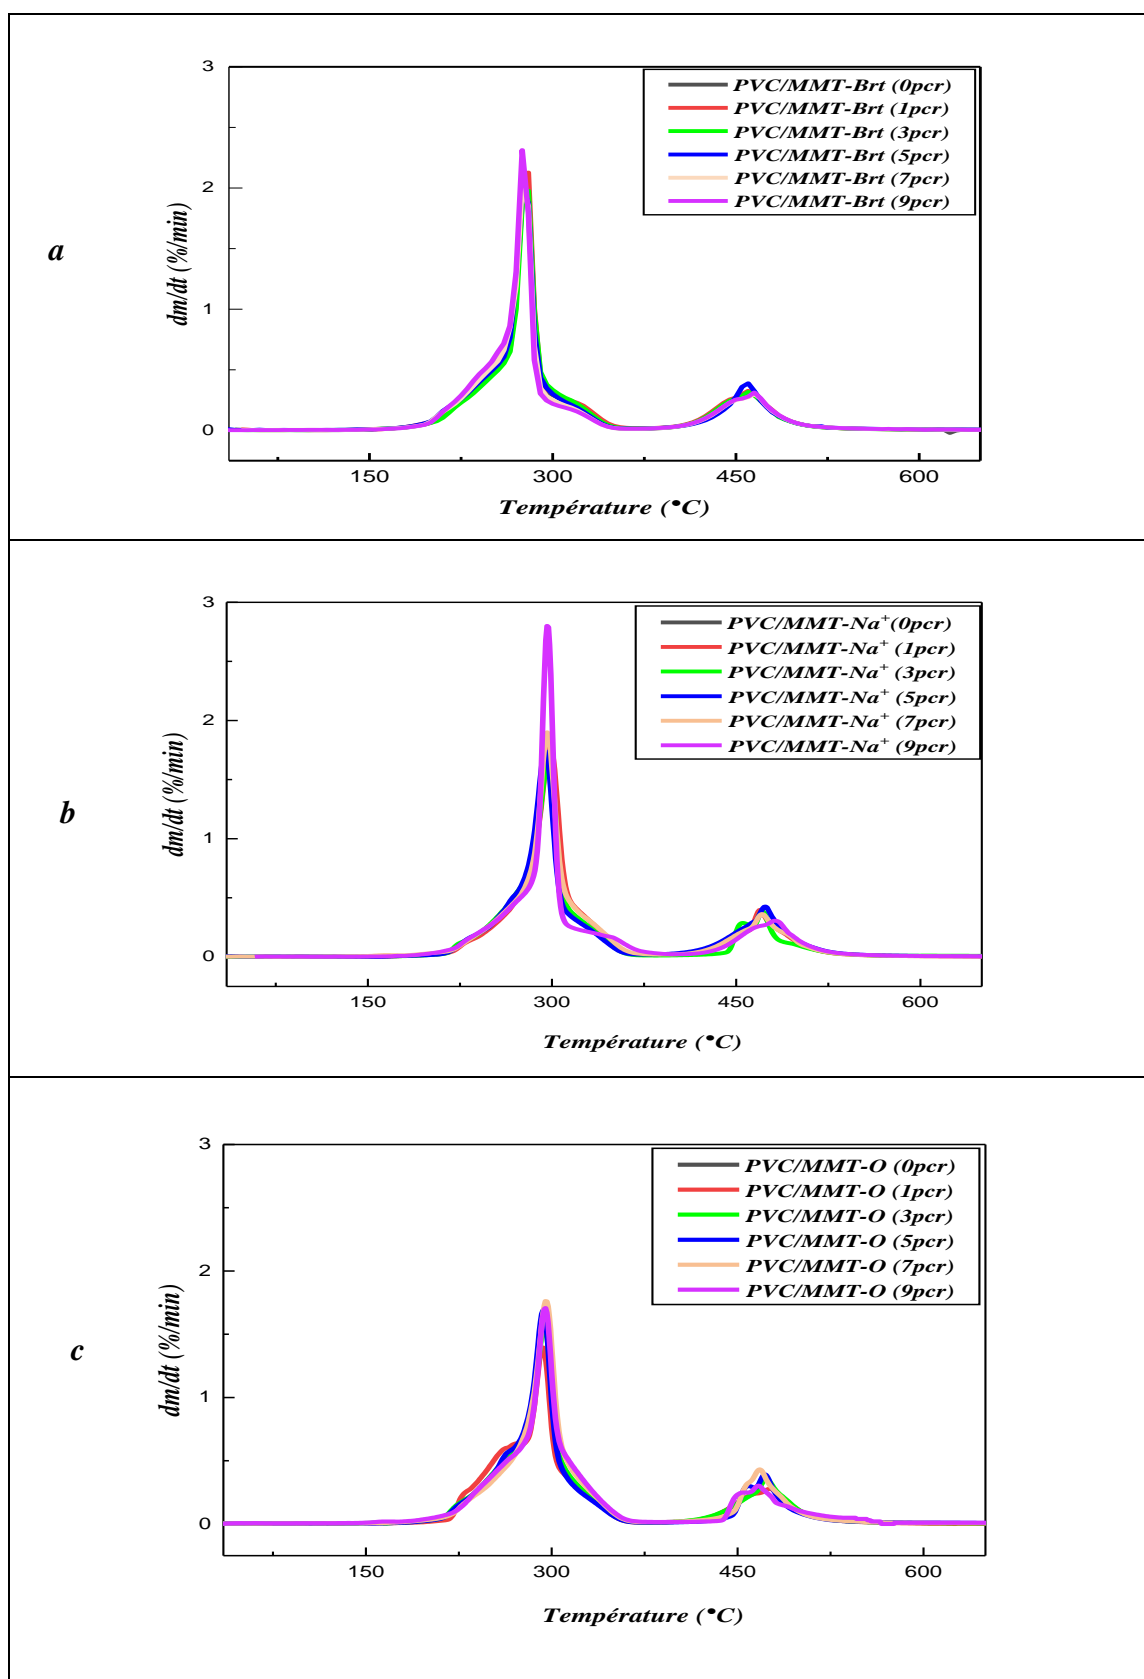 a
dm/dt (%/min)
3
2
1
0
PVC/MMT-Brt (0pcr)
PVC/MMT-Brt (1pcr)
PVC/MMT-Brt (3pcr)
PVC/MMT-Brt (5pcr)
PVC/MMT-Brt (7pcr)
PVC/MMT-Brt (9pcr)
150 300 450 600
Température (°C)
b
dm/dt (%/min)
3
2
1
0
PVC/MMT-Na⁺(0pcr)
PVC/MMT-Na⁺ (1pcr)
PVC/MMT-Na⁺ (3pcr)
PVC/MMT-Na⁺ (5pcr)
PVC/MMT-Na⁺ (7pcr)
PVC/MMT-Na⁺ (9pcr)
150 300 450 600
Température (°C)
c
dm/dt (%/min)
3
2
1
0
PVC/MMT-O (0pcr)
PVC/MMT-O (1pcr)
PVC/MMT-O (3pcr)
PVC/MMT-O (5pcr)
PVC/MMT-O (7pcr)
PVC/MMT-O (9pcr)
150 300 450 600
Température (°C)